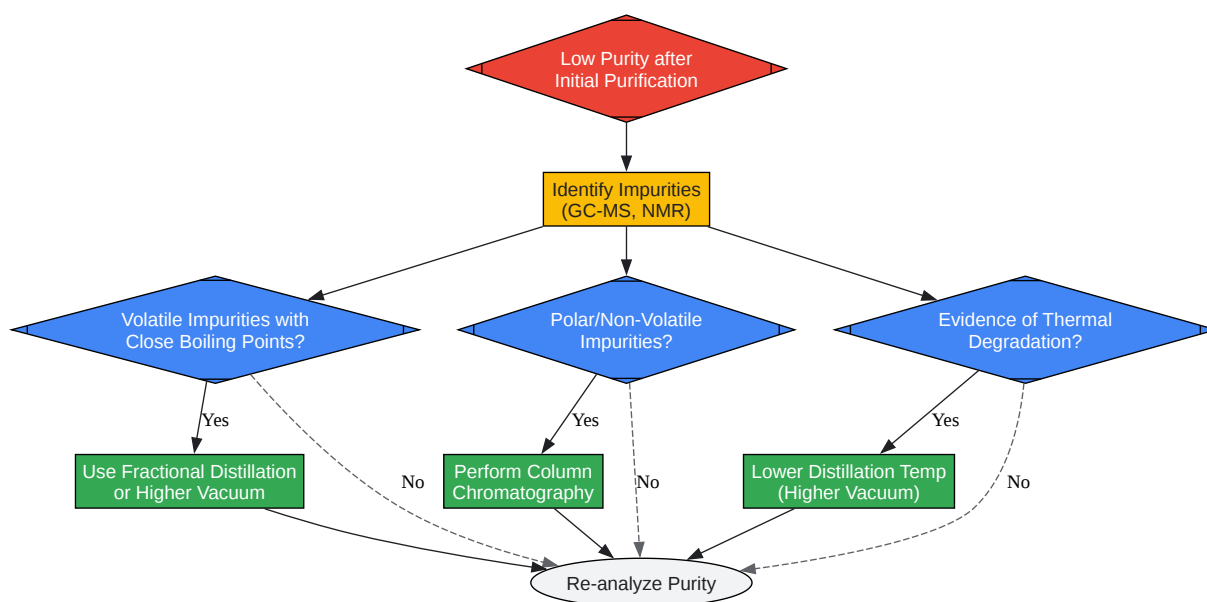 Low Purity after
Initial Purification
Identify Impurities
(GC-MS, NMR)
Volatile Impurities with
Close Boiling Points?
Polar/Non-Volatile
Impurities?
Evidence of Thermal
Degradation?
Yes
Yes
Yes
Use Fractional Distillation
or Higher Vacuum
No
Perform Column
Chromatography
No
Lower Distillation Temp
(Higher Vacuum)
No
Re-analyze Purity